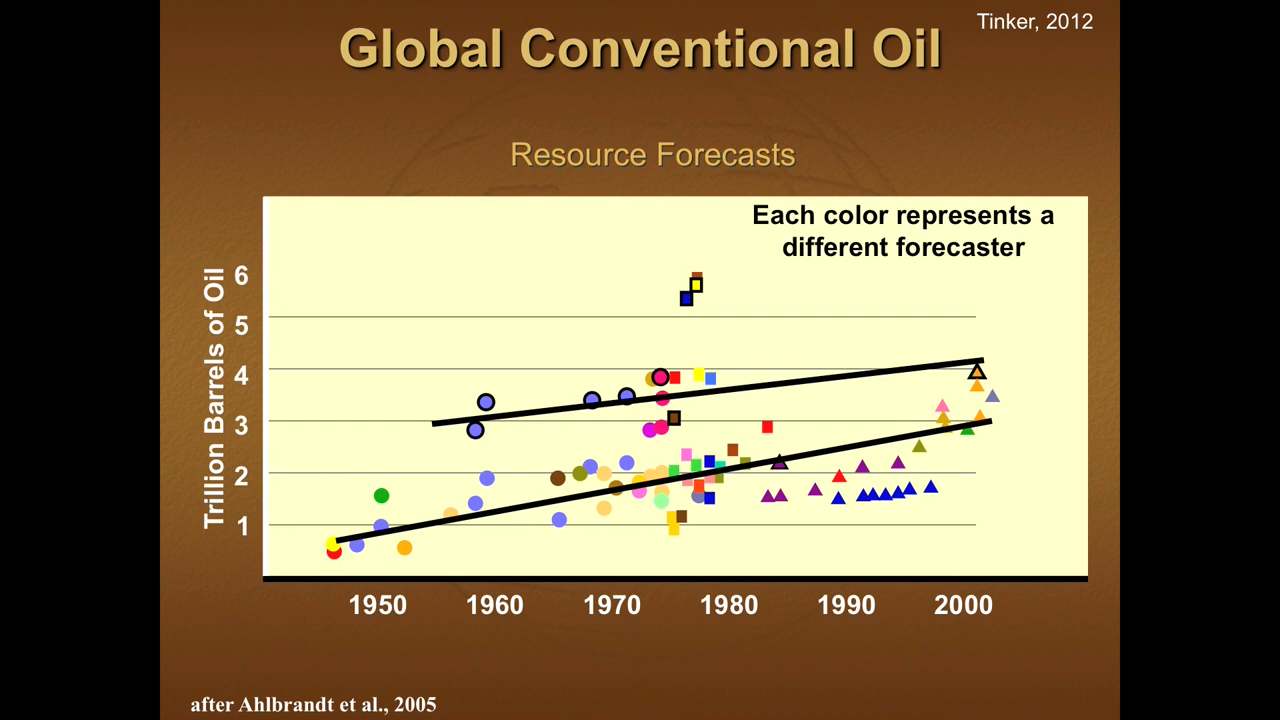 Tinker, 2012
Global Conventional Oil
Resource Forecasts
Each color represents a
different forecaster
Trillion Barrels of Oil
6
5
4
3
2
1
1950 1960 1970 1980 1990 2000
after Ahlbrandt et al., 2005